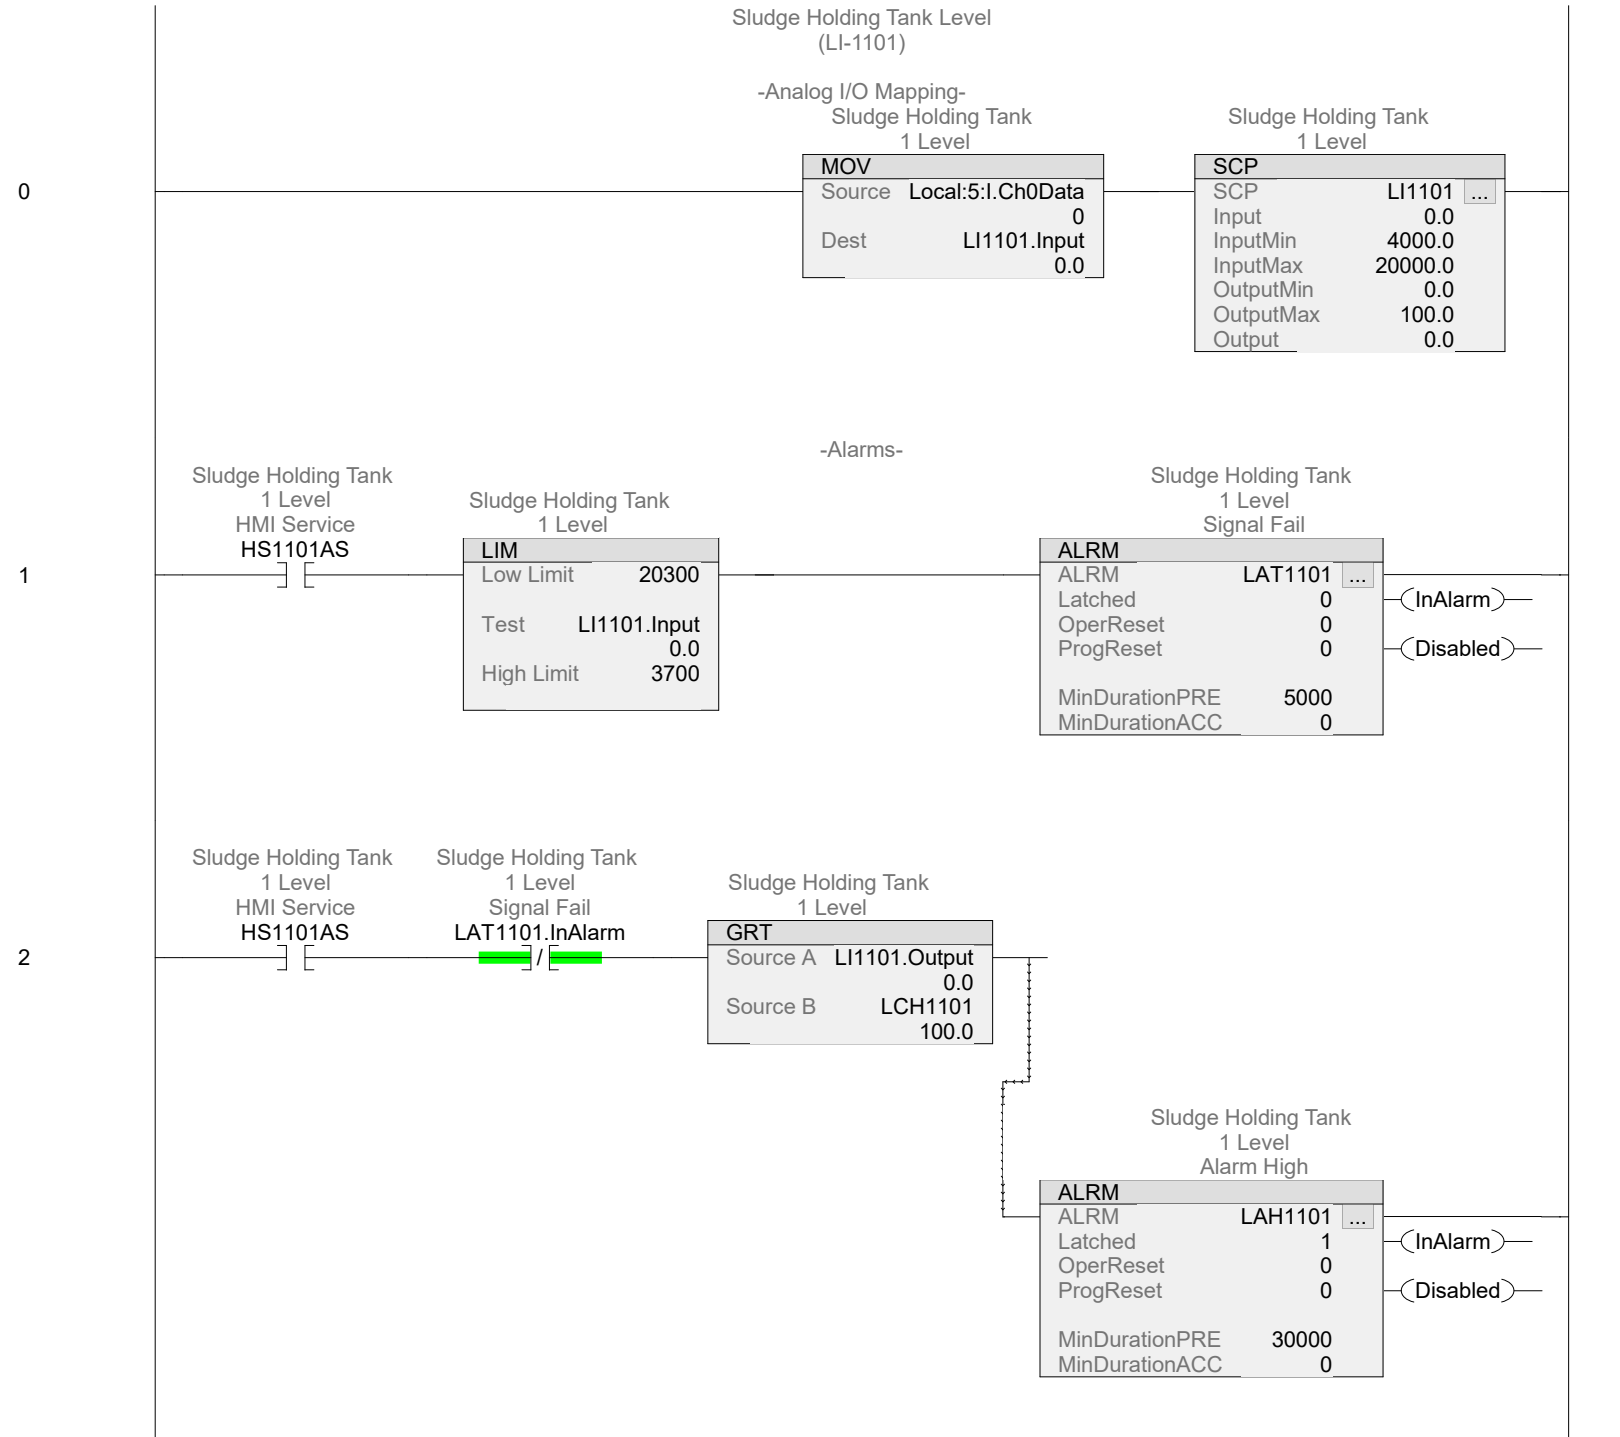 Sludge Holding Tank Level
(LI-1101)
-Analog I/O Mapping-
Sludge Holding Tank
1 Level
Sludge Holding Tank
1 Level
0
MOV
Source Local:5:I.Ch0Data
0
Dest LI1101.Input
0.0
SCP
SCP LI1101 ...
Input 0.0
InputMin 4000.0
InputMax 20000.0
OutputMin 0.0
OutputMax 100.0
Output 0.0
-Alarms-
1
Sludge Holding Tank
1 Level
HMI Service
HS1101AS
Sludge Holding Tank
1 Level
LIM
Low Limit 20300
Test LI1101.Input
0.0
High Limit 3700
Sludge Holding Tank
1 Level
Signal Fail
ALRM
ALRM LAT1101 ...
Latched 0
OperReset 0
ProgReset 0
MinDurationPRE 5000
MinDurationACC 0
InAlarm
Disabled
2
Sludge Holding Tank
1 Level
HMI Service
HS1101AS
Sludge Holding Tank
1 Level
Signal Fail
LAT1101.InAlarm
/
Sludge Holding Tank
1 Level
GRT
Source A LI1101.Output
0.0
Source B LCH1101
100.0
Sludge Holding Tank
1 Level
Alarm High
ALRM
ALRM LAH1101 ...
Latched 1
OperReset 0
ProgReset 0
MinDurationPRE 30000
MinDurationACC 0
InAlarm
Disabled